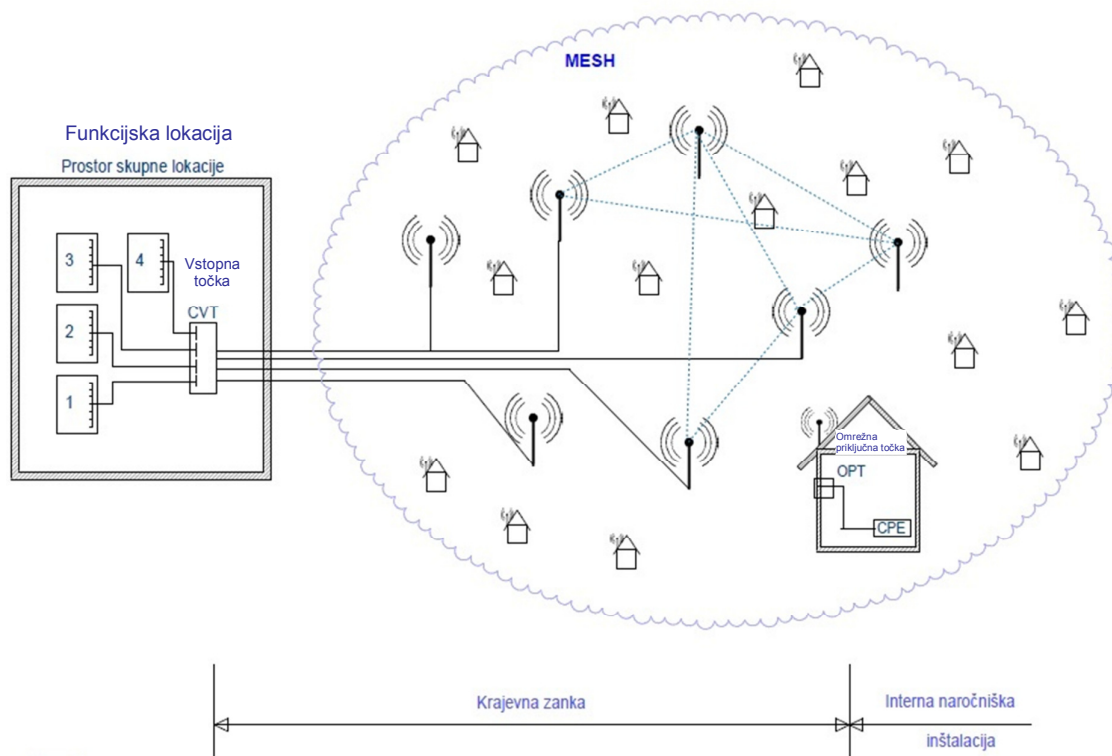 MESH
Funkcijska lokacija
Prostor skupne lokacije
3
4
Vstopna
točka
CVT
2
1
Omrežna
priključna točka
OPT
CPE
Krajevna zanka
Interna naročniška
inštalacija